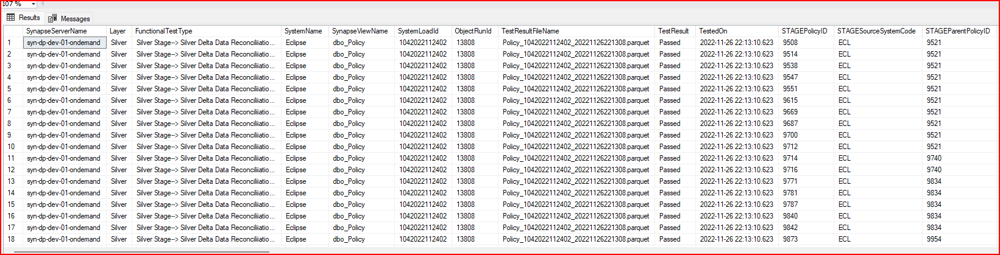 107 %
Results Messages
SynapseServerName Layer FunctionalTestType SystemName SynapseViewName SystemLoadId ObjectRunId TestResultFileName TestResult TestedOn STAGEPolicyID STAGESourceSystemCode STAGEParentPolicyID
1 syn-dp-dev-01-ondemand Silver Silver Stage--> Silver Delta Data Reconciliiatio... Eclipse dbo_Policy 1042022112402 13808 Policy_1042022112402_20221126221308.parquet Passed 2022-11-26 22:13:10.623 9508 ECL 9521
2 syn-dp-dev-01-ondemand Silver Silver Stage--> Silver Delta Data Reconciliiatio... Eclipse dbo_Policy 1042022112402 13808 Policy_1042022112402_20221126221308.parquet Passed 2022-11-26 22:13:10.623 9514 ECL 9521
3 syn-dp-dev-01-ondemand Silver Silver Stage--> Silver Delta Data Reconciliiatio... Eclipse dbo_Policy 1042022112402 13808 Policy_1042022112402_20221126221308.parquet Passed 2022-11-26 22:13:10.623 9538 ECL 9521
4 syn-dp-dev-01-ondemand Silver Silver Stage--> Silver Delta Data Reconciliiatio... Eclipse dbo_Policy 1042022112402 13808 Policy_1042022112402_20221126221308.parquet Passed 2022-11-26 22:13:10.623 9547 ECL 9521
5 syn-dp-dev-01-ondemand Silver Silver Stage--> Silver Delta Data Reconciliiatio... Eclipse dbo_Policy 1042022112402 13808 Policy_1042022112402_20221126221308.parquet Passed 2022-11-26 22:13:10.623 9551 ECL 9521
6 syn-dp-dev-01-ondemand Silver Silver Stage--> Silver Delta Data Reconciliiatio... Eclipse dbo_Policy 1042022112402 13808 Policy_1042022112402_20221126221308.parquet Passed 2022-11-26 22:13:10.623 9615 ECL 9521
7 syn-dp-dev-01-ondemand Silver Silver Stage--> Silver Delta Data Reconciliiatio... Eclipse dbo_Policy 1042022112402 13808 Policy_1042022112402_20221126221308.parquet Passed 2022-11-26 22:13:10.623 9669 ECL 9521
8 syn-dp-dev-01-ondemand Silver Silver Stage--> Silver Delta Data Reconciliiatio... Eclipse dbo_Policy 1042022112402 13808 Policy_1042022112402_20221126221308.parquet Passed 2022-11-26 22:13:10.623 9687 ECL 9521
9 syn-dp-dev-01-ondemand Silver Silver Stage--> Silver Delta Data Reconciliiatio... Eclipse dbo_Policy 1042022112402 13808 Policy_1042022112402_20221126221308.parquet Passed 2022-11-26 22:13:10.623 9700 ECL 9521
10 syn-dp-dev-01-ondemand Silver Silver Stage--> Silver Delta Data Reconciliiatio... Eclipse dbo_Policy 1042022112402 13808 Policy_1042022112402_20221126221308.parquet Passed 2022-11-26 22:13:10.623 9712 ECL 9521
11 syn-dp-dev-01-ondemand Silver Silver Stage--> Silver Delta Data Reconciliiatio... Eclipse dbo_Policy 1042022112402 13808 Policy_1042022112402_20221126221308.parquet Passed 2022-11-26 22:13:10.623 9714 ECL 9740
12 syn-dp-dev-01-ondemand Silver Silver Stage--> Silver Delta Data Reconciliiatio... Eclipse dbo_Policy 1042022112402 13808 Policy_1042022112402_20221126221308.parquet Passed 2022-11-26 22:13:10.623 9716 ECL 9740
13 syn-dp-dev-01-ondemand Silver Silver Stage--> Silver Delta Data Reconciliiatio... Eclipse dbo_Policy 1042022112402 13808 Policy_1042022112402_20221126221308.parquet Passed 2022-11-26 22:13:10.623 9771 ECL 9834
14 syn-dp-dev-01-ondemand Silver Silver Stage--> Silver Delta Data Reconciliiatio... Eclipse dbo_Policy 1042022112402 13808 Policy_1042022112402_20221126221308.parquet Passed 2022-11-26 22:13:10.623 9781 ECL 9834
15 syn-dp-dev-01-ondemand Silver Silver Stage--> Silver Delta Data Reconciliiatio... Eclipse dbo_Policy 1042022112402 13808 Policy_1042022112402_20221126221308.parquet Passed 2022-11-26 22:13:10.623 9787 ECL 9834
16 syn-dp-dev-01-ondemand Silver Silver Stage--> Silver Delta Data Reconciliiatio... Eclipse dbo_Policy 1042022112402 13808 Policy_1042022112402_20221126221308.parquet Passed 2022-11-26 22:13:10.623 9840 ECL 9834
17 syn-dp-dev-01-ondemand Silver Silver Stage--> Silver Delta Data Reconciliiatio... Eclipse dbo_Policy 1042022112402 13808 Policy_1042022112402_20221126221308.parquet Passed 2022-11-26 22:13:10.623 9842 ECL 9834
18 syn-dp-dev-01-ondemand Silver Silver Stage--> Silver Delta Data Reconciliiatio... Eclipse dbo_Policy 1042022112402 13808 Policy_1042022112402_20221126221308.parquet Passed 2022-11-26 22:13:10.623 9873 ECL 9954